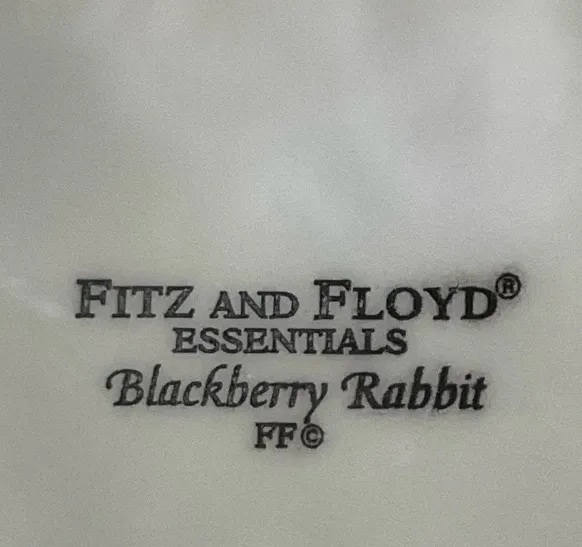 FITZ AND FLOYD®
ESSENTIALS
Blackberry Rabbit
FF©